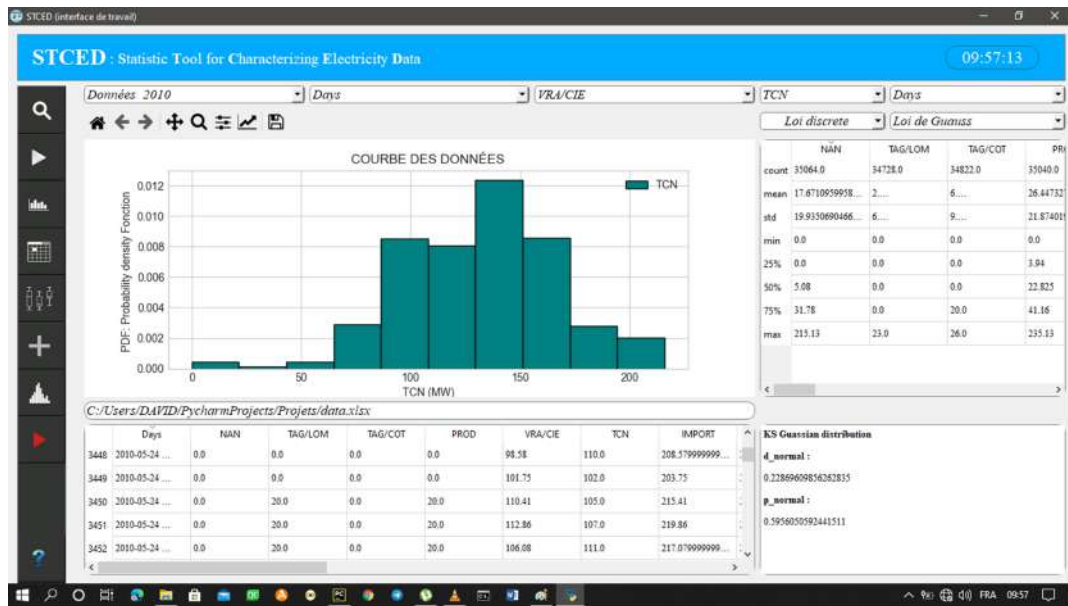 STCED (interface de travail)
STCED : Statistic Tool for Characterizing Electricity Data
09:57:13
Données 2010 Days VRA/CIE TCN Days
Loi discrete Loi de Guauss
COURBE DES DONNÉES
TCN
PDF: Probability density Fonction
0.012
0.010
0.008
0.006
0.004
0.002
0.000
0 50 100 150 200
TCN (MW)
NAN TAG/LOM TAG/COT PR
count 35064.0 34728.0 34822.0 35040.0
mean 17.6710959958... 2.... 6.... 26.44732
std 19.9350690466... 6.... 9.... 21.87401
min 0.0 0.0 0.0 0.0
25% 0.0 0.0 0.0 3.94
50% 5.08 0.0 0.0 22.825
75% 31.78 0.0 20.0 41.16
max 215.13 23.0 26.0 235.13
C:/Users/DAVID/PycharmProjects/Projets/data.xlsx
Days NAN TAG/LOM TAG/COT PROD VRA/CIE TCN IMPORT
3448 2010-05-24 ... 0.0 0.0 0.0 0.0 98.58 110.0 208.579999999...
3449 2010-05-24 ... 0.0 0.0 0.0 0.0 101.75 102.0 203.75
3450 2010-05-24 ... 0.0 20.0 0.0 20.0 110.41 105.0 215.41
3451 2010-05-24 ... 0.0 20.0 0.0 20.0 112.86 107.0 219.86
3452 2010-05-24 ... 0.0 20.0 0.0 20.0 106.08 111.0 217.079999999...
KS Guassian distribution
d_normal :
0.22869609856262835
p_normal :
0.5956050592441511
FRA 09:57